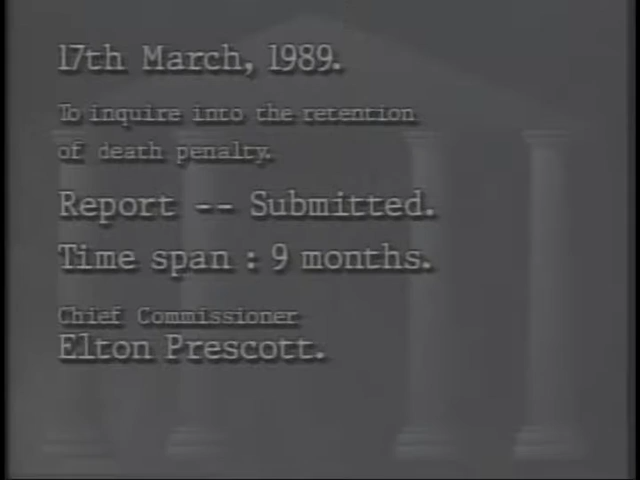 17th March, 1989.
To inquire into the retention
of death penalty.
Report -- Submitted.
Time span : 9 months.
Chief Commissioner
Elton Prescott.